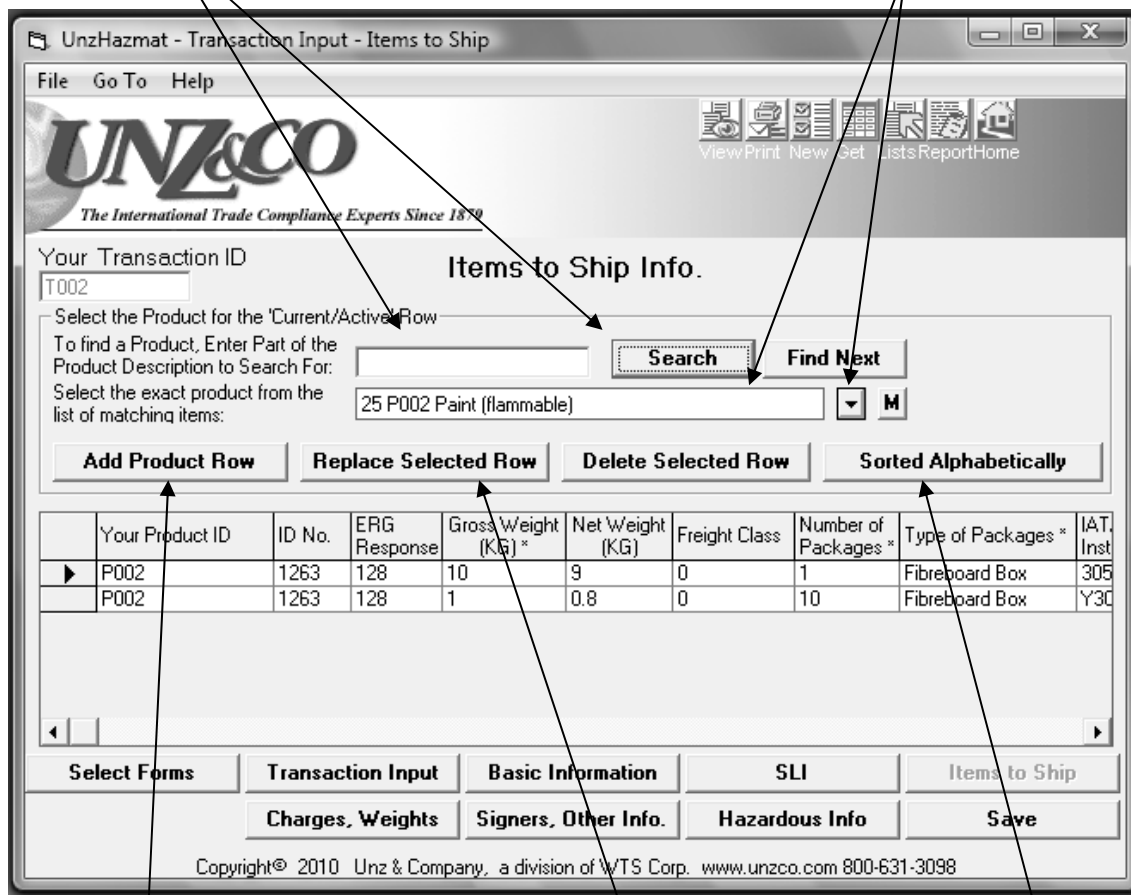 UnzHazmat - Transaction Input - Items to Ship
File Go To Help
UNZ&CO
The International Trade Compliance Experts Since 1879
View Print New Get Lists Report Home
Your Transaction ID
T002
Items to Ship Info.
Select the Product for the 'Current/Active' Row
To find a Product, Enter Part of the
Product Description to Search For:
Search Find Next
Select the exact product from the
list of matching items:
25 P002 Paint (flammable)
M
Add Product Row Replace Selected Row Delete Selected Row Sorted Alphabetically
Your Product ID ID No. ERG Response Gross Weight (KG) * Net Weight (KG) Freight Class Number of Packages * Type of Packages * IAT. Inst
P002 1263 128 10 9 0 1 Fibreboard Box 305
P002 1263 128 1 0.8 0 10 Fibreboard Box Y30
Select Forms Transaction Input Basic Information SLI Items to Ship
Charges, Weights Signers, Other Info. Hazardous Info Save
Copyright© 2010 Unz & Company, a division of WTS Corp. www.unzco.com 800-631-3098